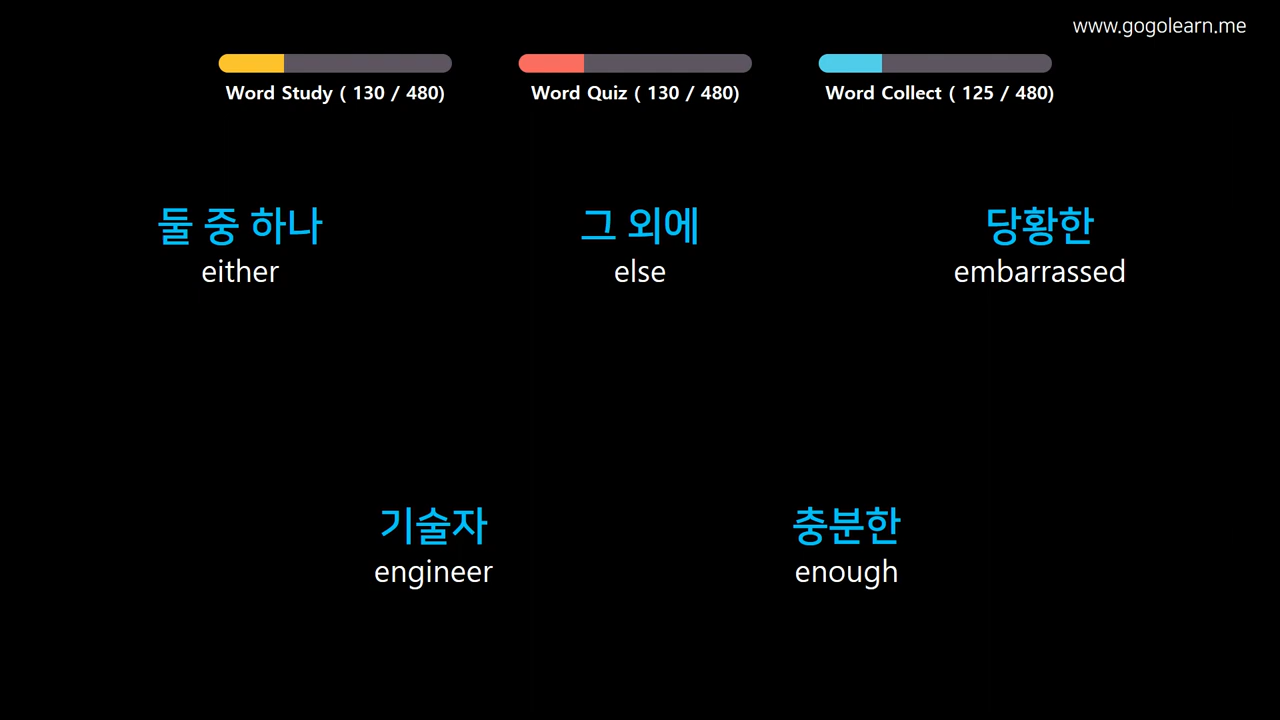 www.gogolearn.me
Word Study ( 130 / 480)
Word Quiz ( 130 / 480)
Word Collect ( 125 / 480)
둘 중 하나
either
그 외에
else
당황한
embarrassed
기술자
engineer
충분한
enough